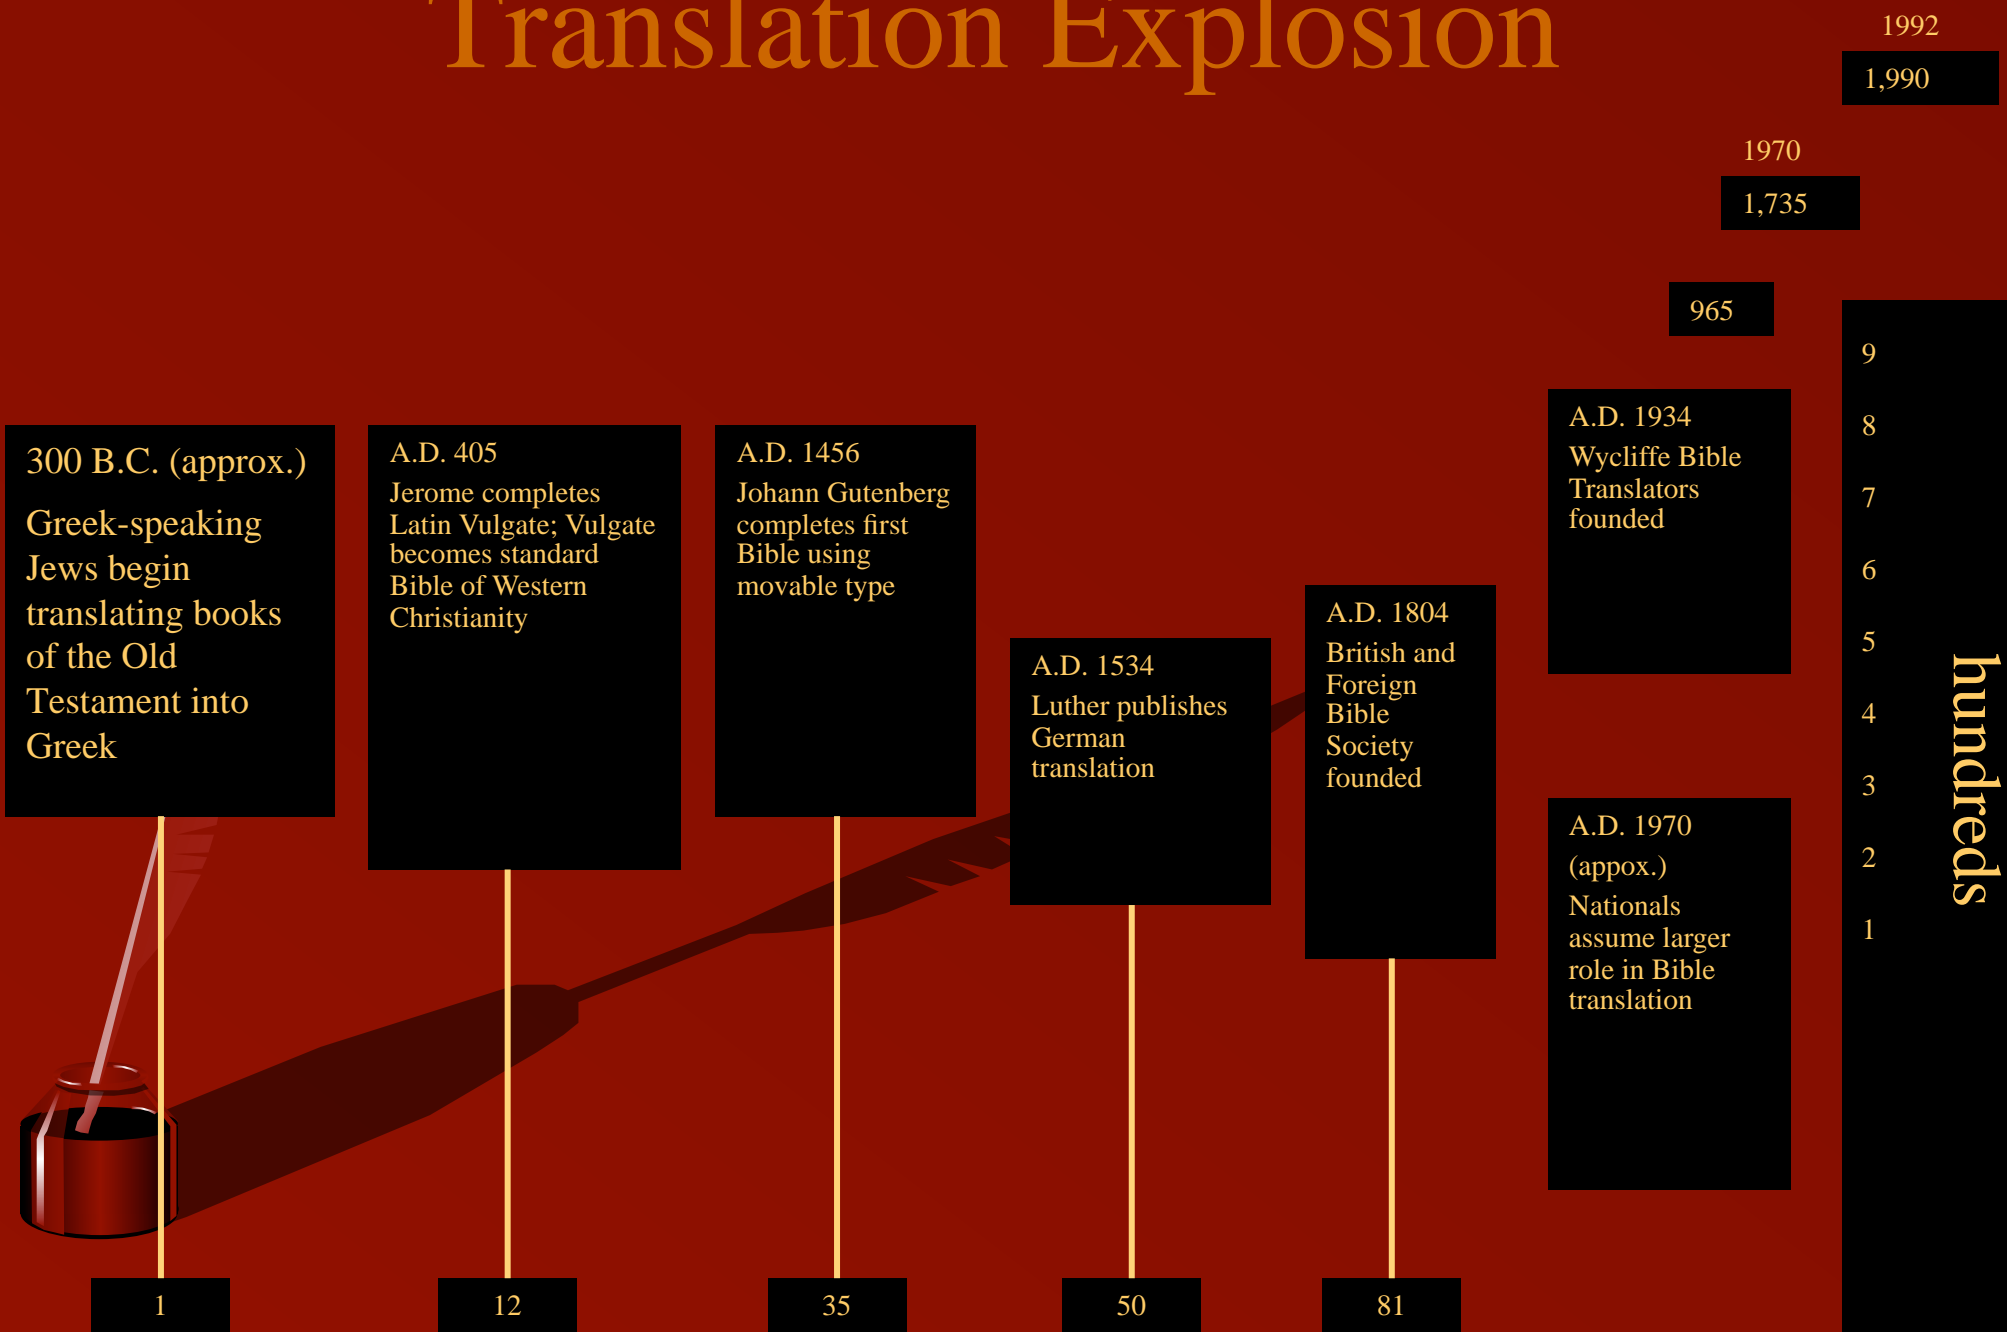 Translation Explosion
1992
1,990
1970
1,735
965
300 B.C. (approx.)
Greek-speaking
Jews begin
translating books
of the Old
Testament into
Greek
A.D. 405
Jerome completes
Latin Vulgate; Vulgate
becomes standard
Bible of Western
Christianity
A.D. 1456
Johann Gutenberg
completes first
Bible using
movable type
A.D. 1534
Luther publishes
German
translation
A.D. 1804
British and
Foreign
Bible
Society
founded
A.D. 1934
Wycliffe Bible
Translators
founded
A.D. 1970
(appox.)
Nationals
assume larger
role in Bible
translation
9
8
7
6
5
4
3
2
1
hundreds
1
12
35
50
81